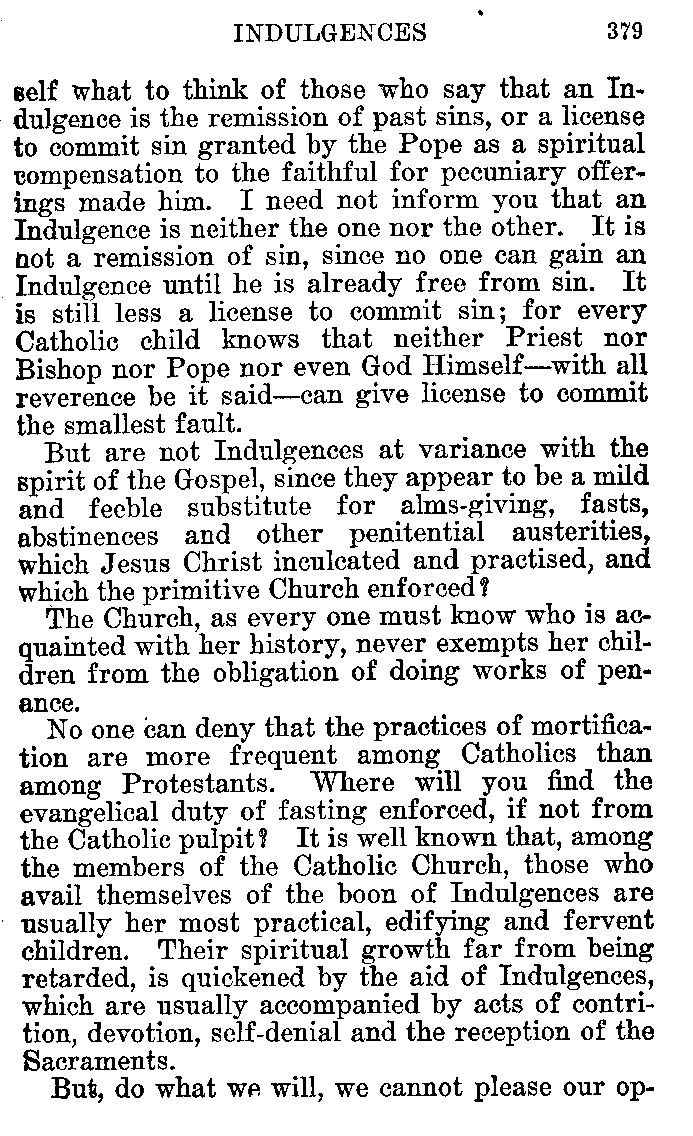 INDULGENCES 379
self what to think of those who say that an In-
dulgence is the remission of past sins, or a license
to commit sin granted by the Pope as a spiritual
compensation to the faithful for pecuniary offer-
ings made him. I need not inform you that an
Indulgence is neither the one nor the other. It is
not a remission of sin, since no one can gain an
Indulgence until he is already free from sin. It
is still less a license to commit sin; for every
Catholic child knows that neither Priest nor
Bishop nor Pope nor even God Himself—with all
reverence be it said—can give license to commit
the smallest fault.
But are not Indulgences at variance with the
spirit of the Gospel, since they appear to be a mild
and feeble substitute for alms-giving, fasts,
abstinences and other penitential austerities,
which Jesus Christ inculcated and practised, and
which the primitive Church enforced?
The Church, as every one must know who is ac-
quainted with her history, never exempts her chil-
dren from the obligation of doing works of pen-
ance.
No one can deny that the practices of mortifica-
tion are more frequent among Catholics than
among Protestants. Where will you find the
evangelical duty of fasting enforced, if not from
the Catholic pulpit? It is well known that, among
the members of the Catholic Church, those who
avail themselves of the boon of Indulgences are
usually her most practical, edifying and fervent
children. Their spiritual growth far from being
retarded, is quickened by the aid of Indulgences,
which are usually accompanied by acts of contri-
tion, devotion, self-denial and the reception of the
Sacraments.
But, do what we will, we cannot please our op-